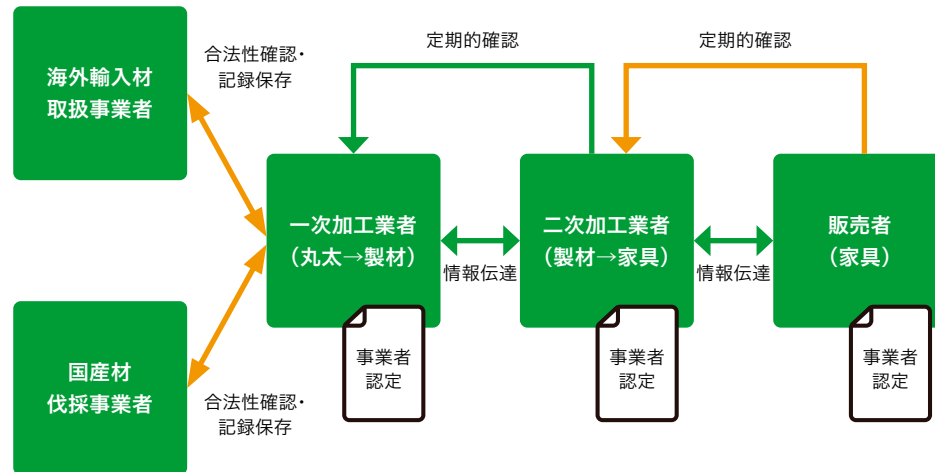 海外輸入材
取扱事業者
合法性確認・
記録保存
定期的確認
定期的確認
一次加工業者
（丸太→製材）
情報伝達
二次加工業者
（製材→家具）
情報伝達
販売者
（家具）
事業者
認定
事業者
認定
事業者
認定
国産材
伐採事業者
合法性確認・
記録保存